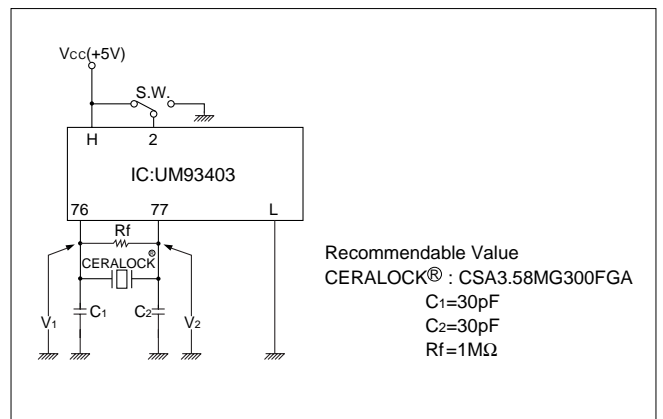 Vcc(+5V)
S.W.
H 2
IC:UM93403
76 77 L
Rf
CERALOCK®
C1 C2
V1 V2
Recommendable Value
CERALOCK® : CSA3.58MG300FGA
C1=30pF
C2=30pF
Rf=1MΩ